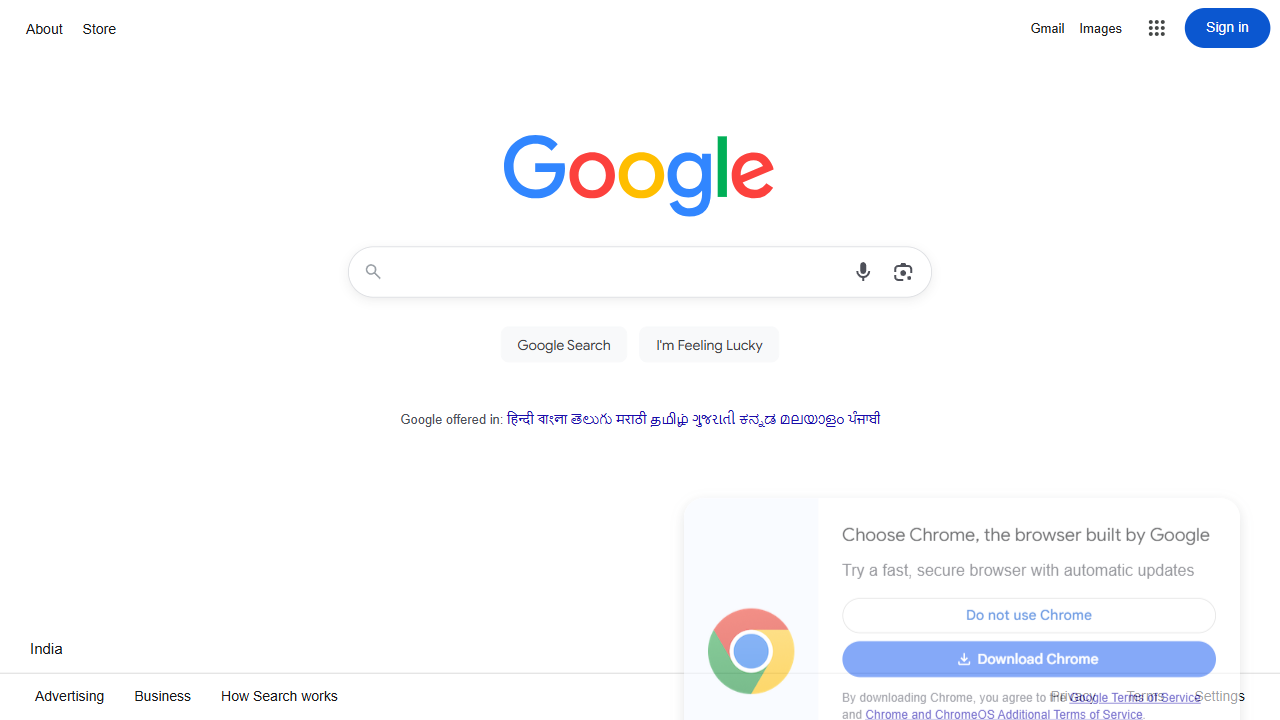 About Store
Gmail Images Sign in
Google
Google Search I'm Feeling Lucky
Google offered in: हिन्दी বাংলা తెలుగు मराठी தமிழ் ગુજરાતી ಕನ್ನಡ മലയാളം ਪੰਜਾਬੀ
Choose Chrome, the browser built by Google
Try a fast, secure browser with automatic updates
Do not use Chrome
Download Chrome
By downloading Chrome, you agree to the Google Terms of Service
and Chrome and ChromeOS Additional Terms of Service.
India
Advertising Business How Search works
Privacy Terms Settings